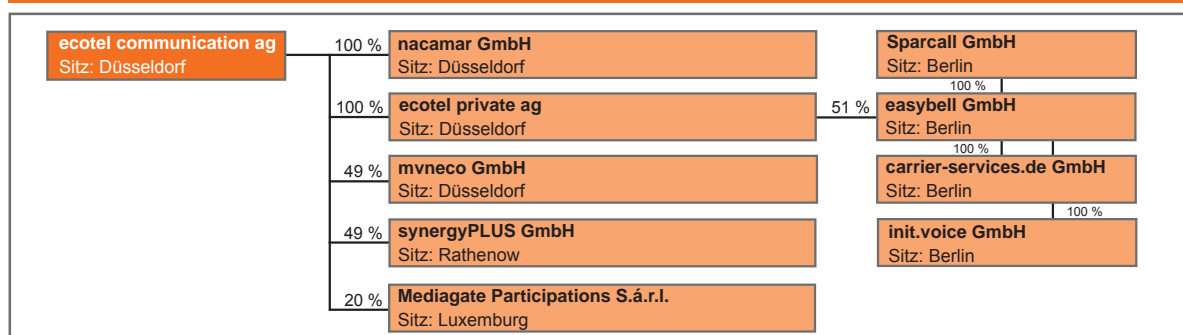 ecotel communication ag
Sitz: Düsseldorf
100 %
nacamar GmbH
Sitz: Düsseldorf
100 %
ecotel private ag
Sitz: Düsseldorf
49 %
mvneco GmbH
Sitz: Düsseldorf
49 %
synergyPLUS GmbH
Sitz: Rathenow
20 %
Mediagate Participations S.á.r.l.
Sitz: Luxemburg
51 %
Sparcall GmbH
Sitz: Berlin
100 %
easybell GmbH
Sitz: Berlin
100 %
carrier-services.de GmbH
Sitz: Berlin
100 %
init.voice GmbH
Sitz: Berlin